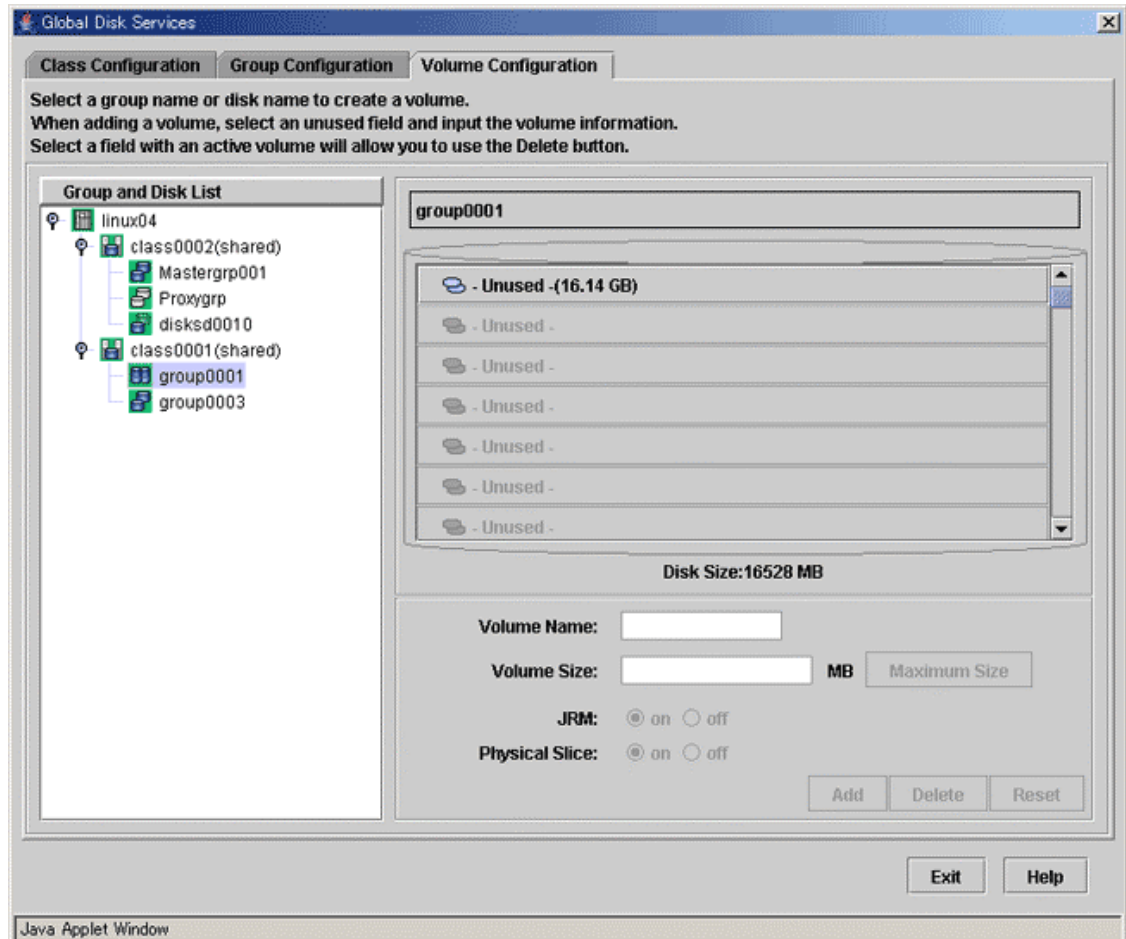 Global Disk Services
Class Configuration
Group Configuration
Volume Configuration
Select a group name or disk name to create a volume.
When adding a volume, select an unused field and input the volume information.
Select a field with an active volume will allow you to use the Delete button.
Group and Disk List
linux04
class0002(shared)
Mastergrp001
Proxygrp
disksd0010
class0001(shared)
group0001
group0003
group0001
- Unused -(16.14 GB)
- Unused -
- Unused -
- Unused -
- Unused -
- Unused -
- Unused -
Disk Size:16528 MB
Volume Name:
Volume Size: MB Maximum Size
JRM: on off
Physical Slice: on off
Add Delete Reset
Exit Help
Java Applet Window